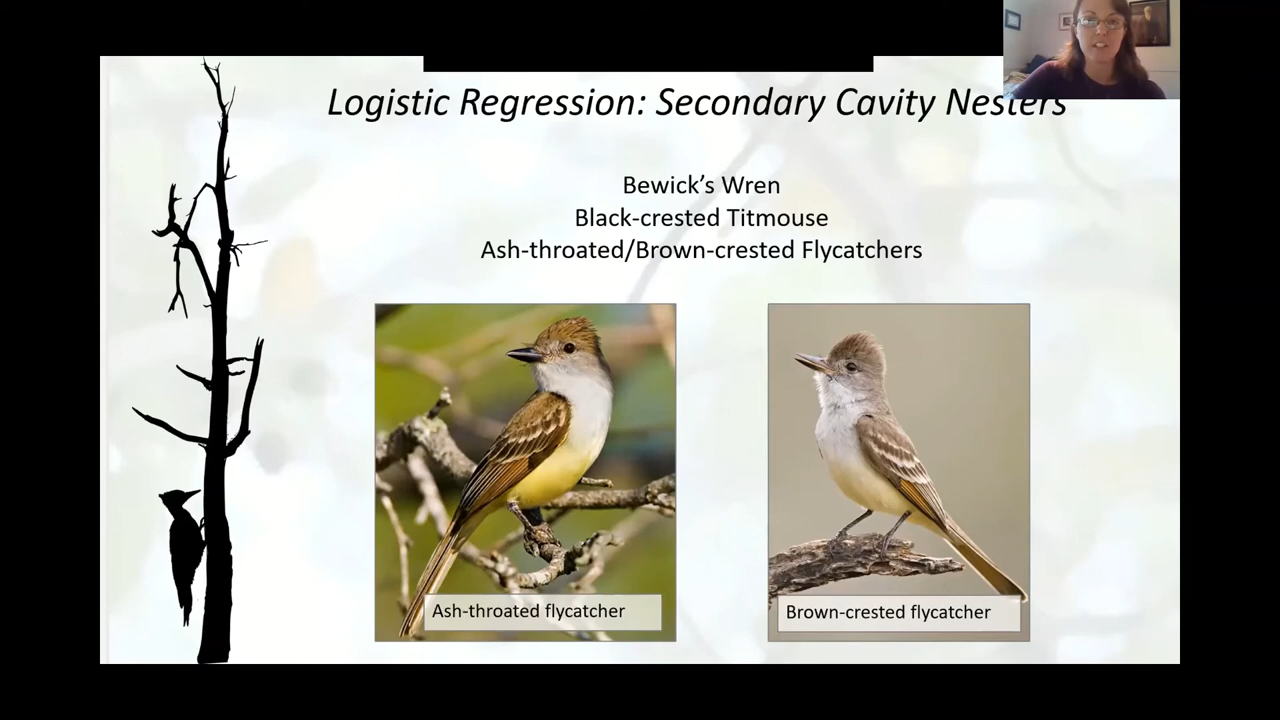 Logistic Regression: Secondary Cavity Nesters
Bewick's Wren
Black-crested Titmouse
Ash-throated/Brown-crested Flycatchers
Ash-throated flycatcher
Brown-crested flycatcher